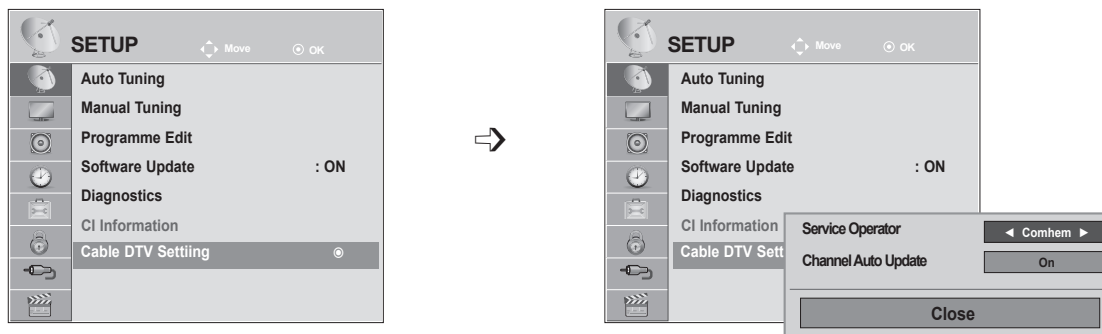 SETUP Move OK
Auto Tuning
Manual Tuning
Programme Edit
Software Update : ON
Diagnostics
CI Information
Cable DTV Settiing
SETUP Move OK
Auto Tuning
Manual Tuning
Programme Edit
Software Update : ON
Diagnostics
CI Information
Cable DTV Sett
Service Operator ◄ Comhem ►
Channel Auto Update On
Close